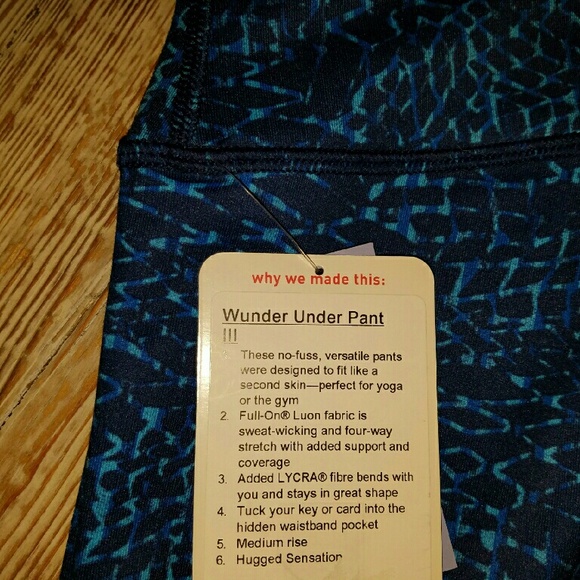 why we made this:
Wunder Under Pant
III
These no-fuss, versatile pants
were designed to fit like a
second skin—perfect for yoga
or the gym
2. Full-On® Luon fabric is
sweat-wicking and four-way
stretch with added support and
coverage
3. Added LYCRA® fibre bends with
you and stays in great shape
4. Tuck your key or card into the
hidden waistband pocket
5. Medium rise
6. Hugged Sensation